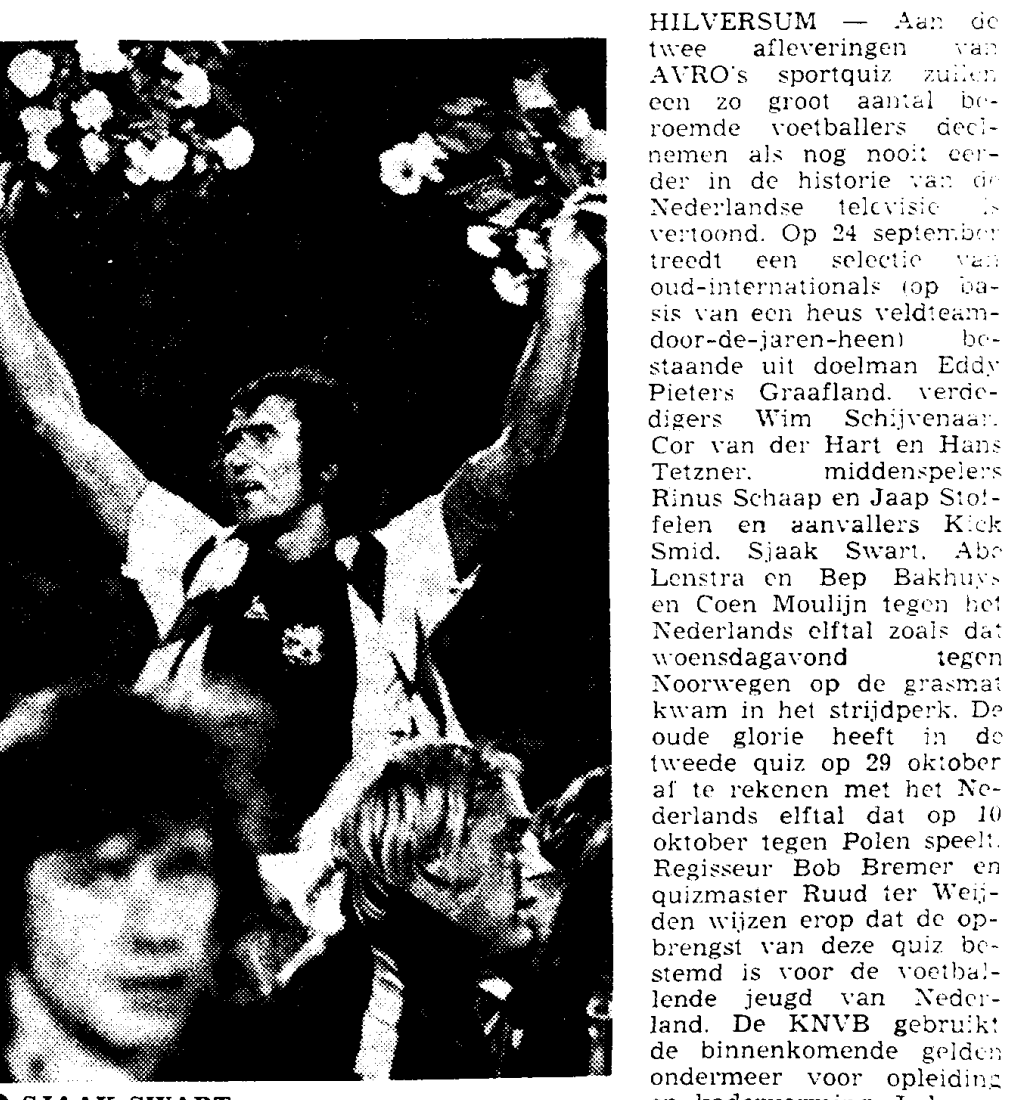 HILVERSUM — Aan de
twee afleveringen van
AVRO's sportquiz zullen
een zo groot aantal be-
roemde voetballers deel-
nemen als nog nooit eer-
der in de historie van de
Nederlandse televisie is
vertoond. Op 24 september
treedt een selectie van
oud-internationals (op ba-
sis van een heus veldteam-
door-de-jaren-heen) be-
staande uit doelman Eddy
Pieters Graafland. verde-
digers Wim Schijvenaar.
Cor van der Hart en Hans
Tetzner. middenspelers
Rinus Schaap en Jaap Stof-
felen en aanvallers Kick
Smid. Sjaak Swart. Abe
Lenstra en Bep Bakhuys
en Coen Moulijn tegen het
Nederlands elftal zoals dat
woensdagavond tegen
Noorwegen op de grasmat
kwam in het strijdperk. De
oude glorie heeft in de
tweede quiz op 29 oktober
af te rekenen met het Ne-
derlands elftal dat op 10
oktober tegen Polen speelt.
Regisseur Bob Bremer en
quizmaster Ruud ter Weij-
den wijzen erop dat de op-
brengst van deze quiz be-
stemd is voor de voetbal-
lende jeugd van Neder-
land. De KNVB gebruikt
de binnenkomende gelden
ondermeer voor opleiding
SJAAK SWART